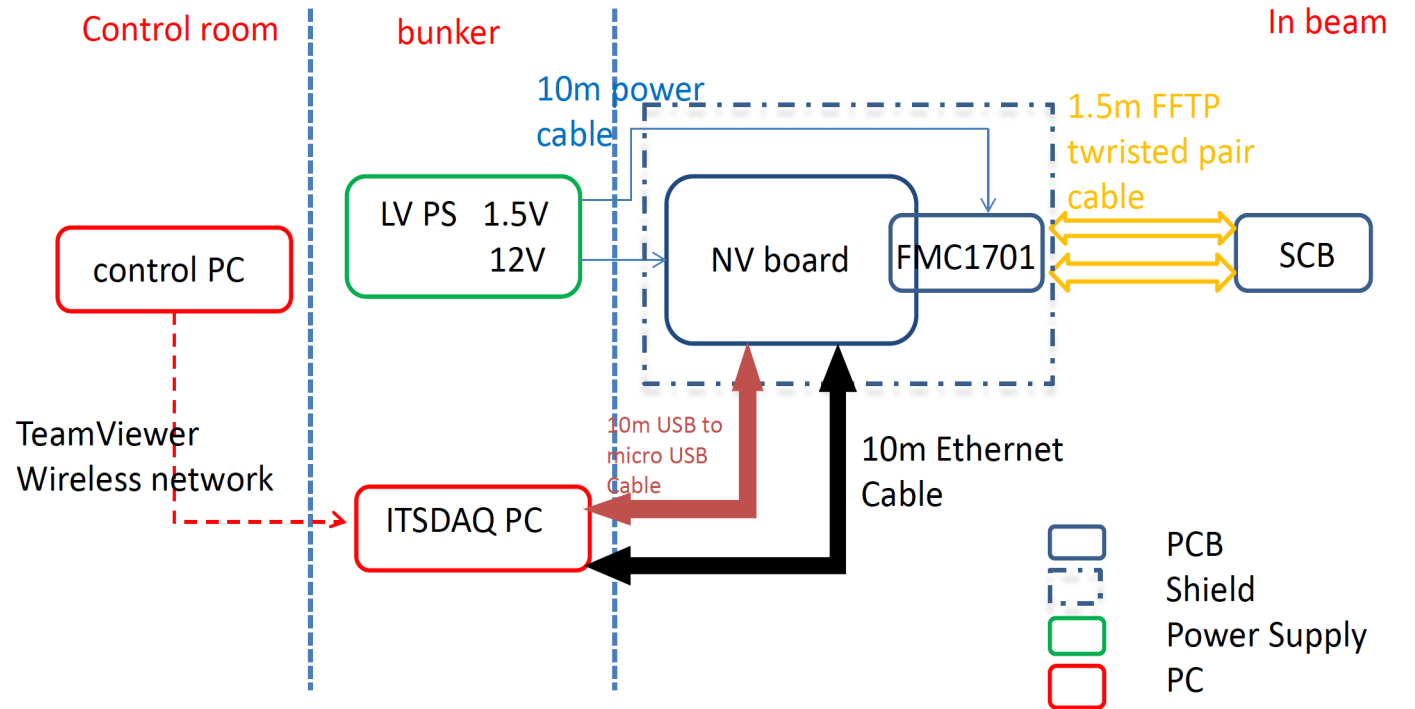 Control room
bunker
In beam
10m power
cable
1.5m FFTP
twristed pair
cable
LV PS 1.5V
12V
control PC
NV board
FMC1701
SCB
TeamViewer
Wireless network
10m USB to
micro USB
Cable
10m Ethernet
Cable
ITSDAQ PC
PCB
Shield
Power Supply
PC